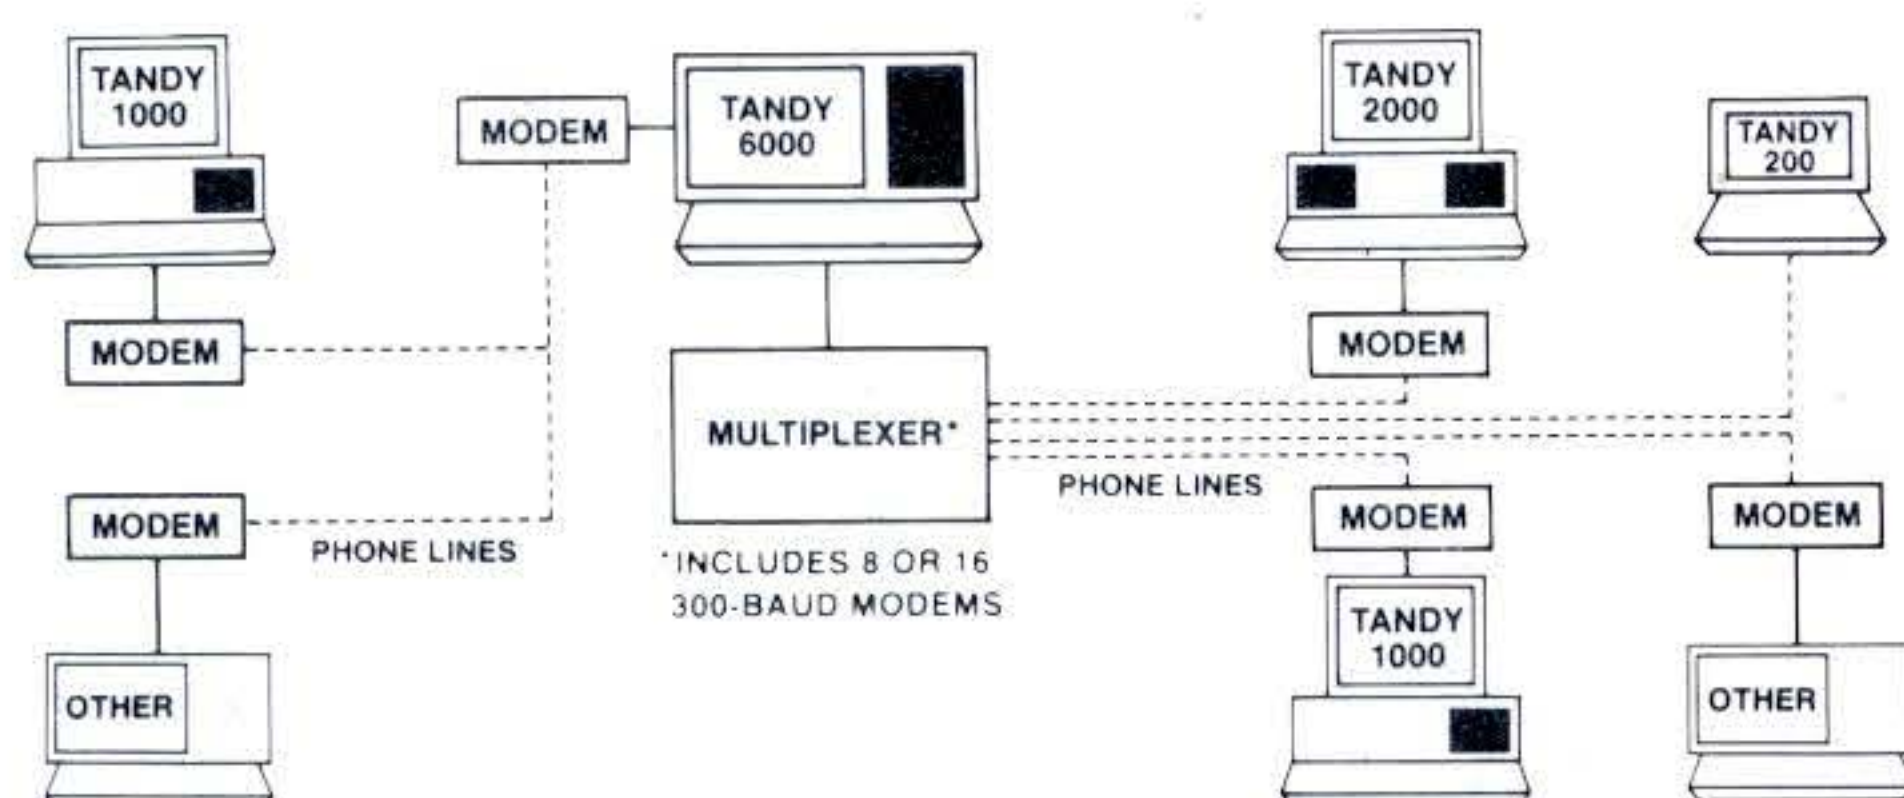 TANDY
1000
MODEM
TANDY
6000
TANDY
2000
TANDY
200
MODEM
MODEM
MULTIPLEXER*
PHONE LINES
MODEM
PHONE LINES
*INCLUDES 8 OR 16
300-BAUD MODEMS
MODEM
MODEM
OTHER
TANDY
1000
OTHER